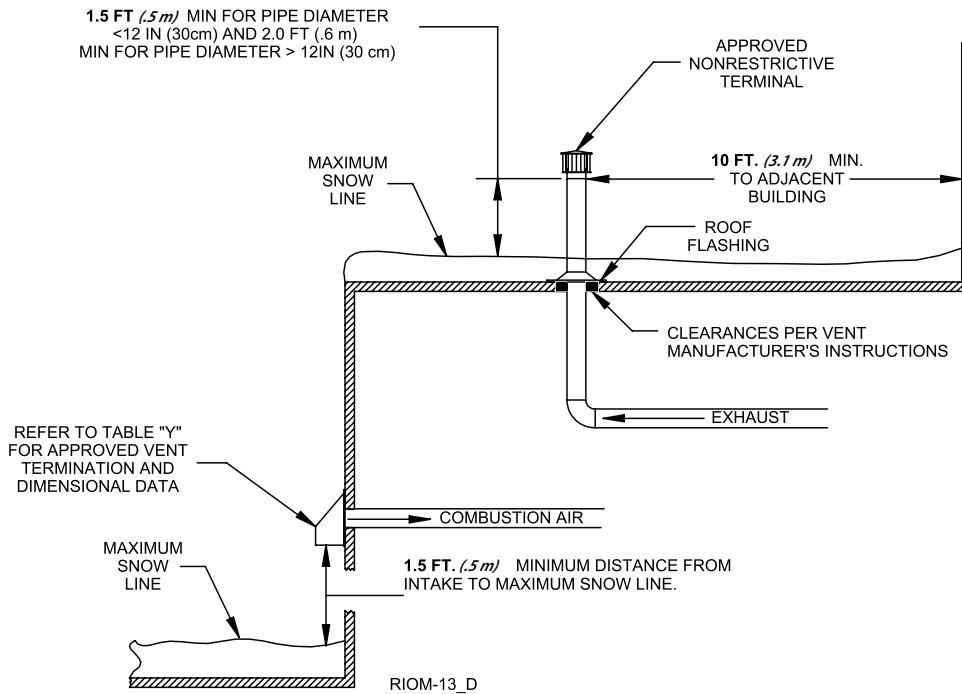 1.5 FT (.5 m) MIN FOR PIPE DIAMETER
<12 IN (30cm) AND 2.0 FT (.6 m)
MIN FOR PIPE DIAMETER > 12IN (30 cm)
APPROVED
NONRESTRICTIVE
TERMINAL
MAXIMUM
SNOW
LINE
10 FT. (3.1 m) MIN.
TO ADJACENT
BUILDING
ROOF
FLASHING
CLEARANCES PER VENT
MANUFACTURER'S INSTRUCTIONS
EXHAUST
REFER TO TABLE "Y"
FOR APPROVED VENT
TERMINATION AND
DIMENSIONAL DATA
COMBUSTION AIR
MAXIMUM
SNOW
LINE
1.5 FT. (.5 m) MINIMUM DISTANCE FROM
INTAKE TO MAXIMUM SNOW LINE.
RIOM-13_D